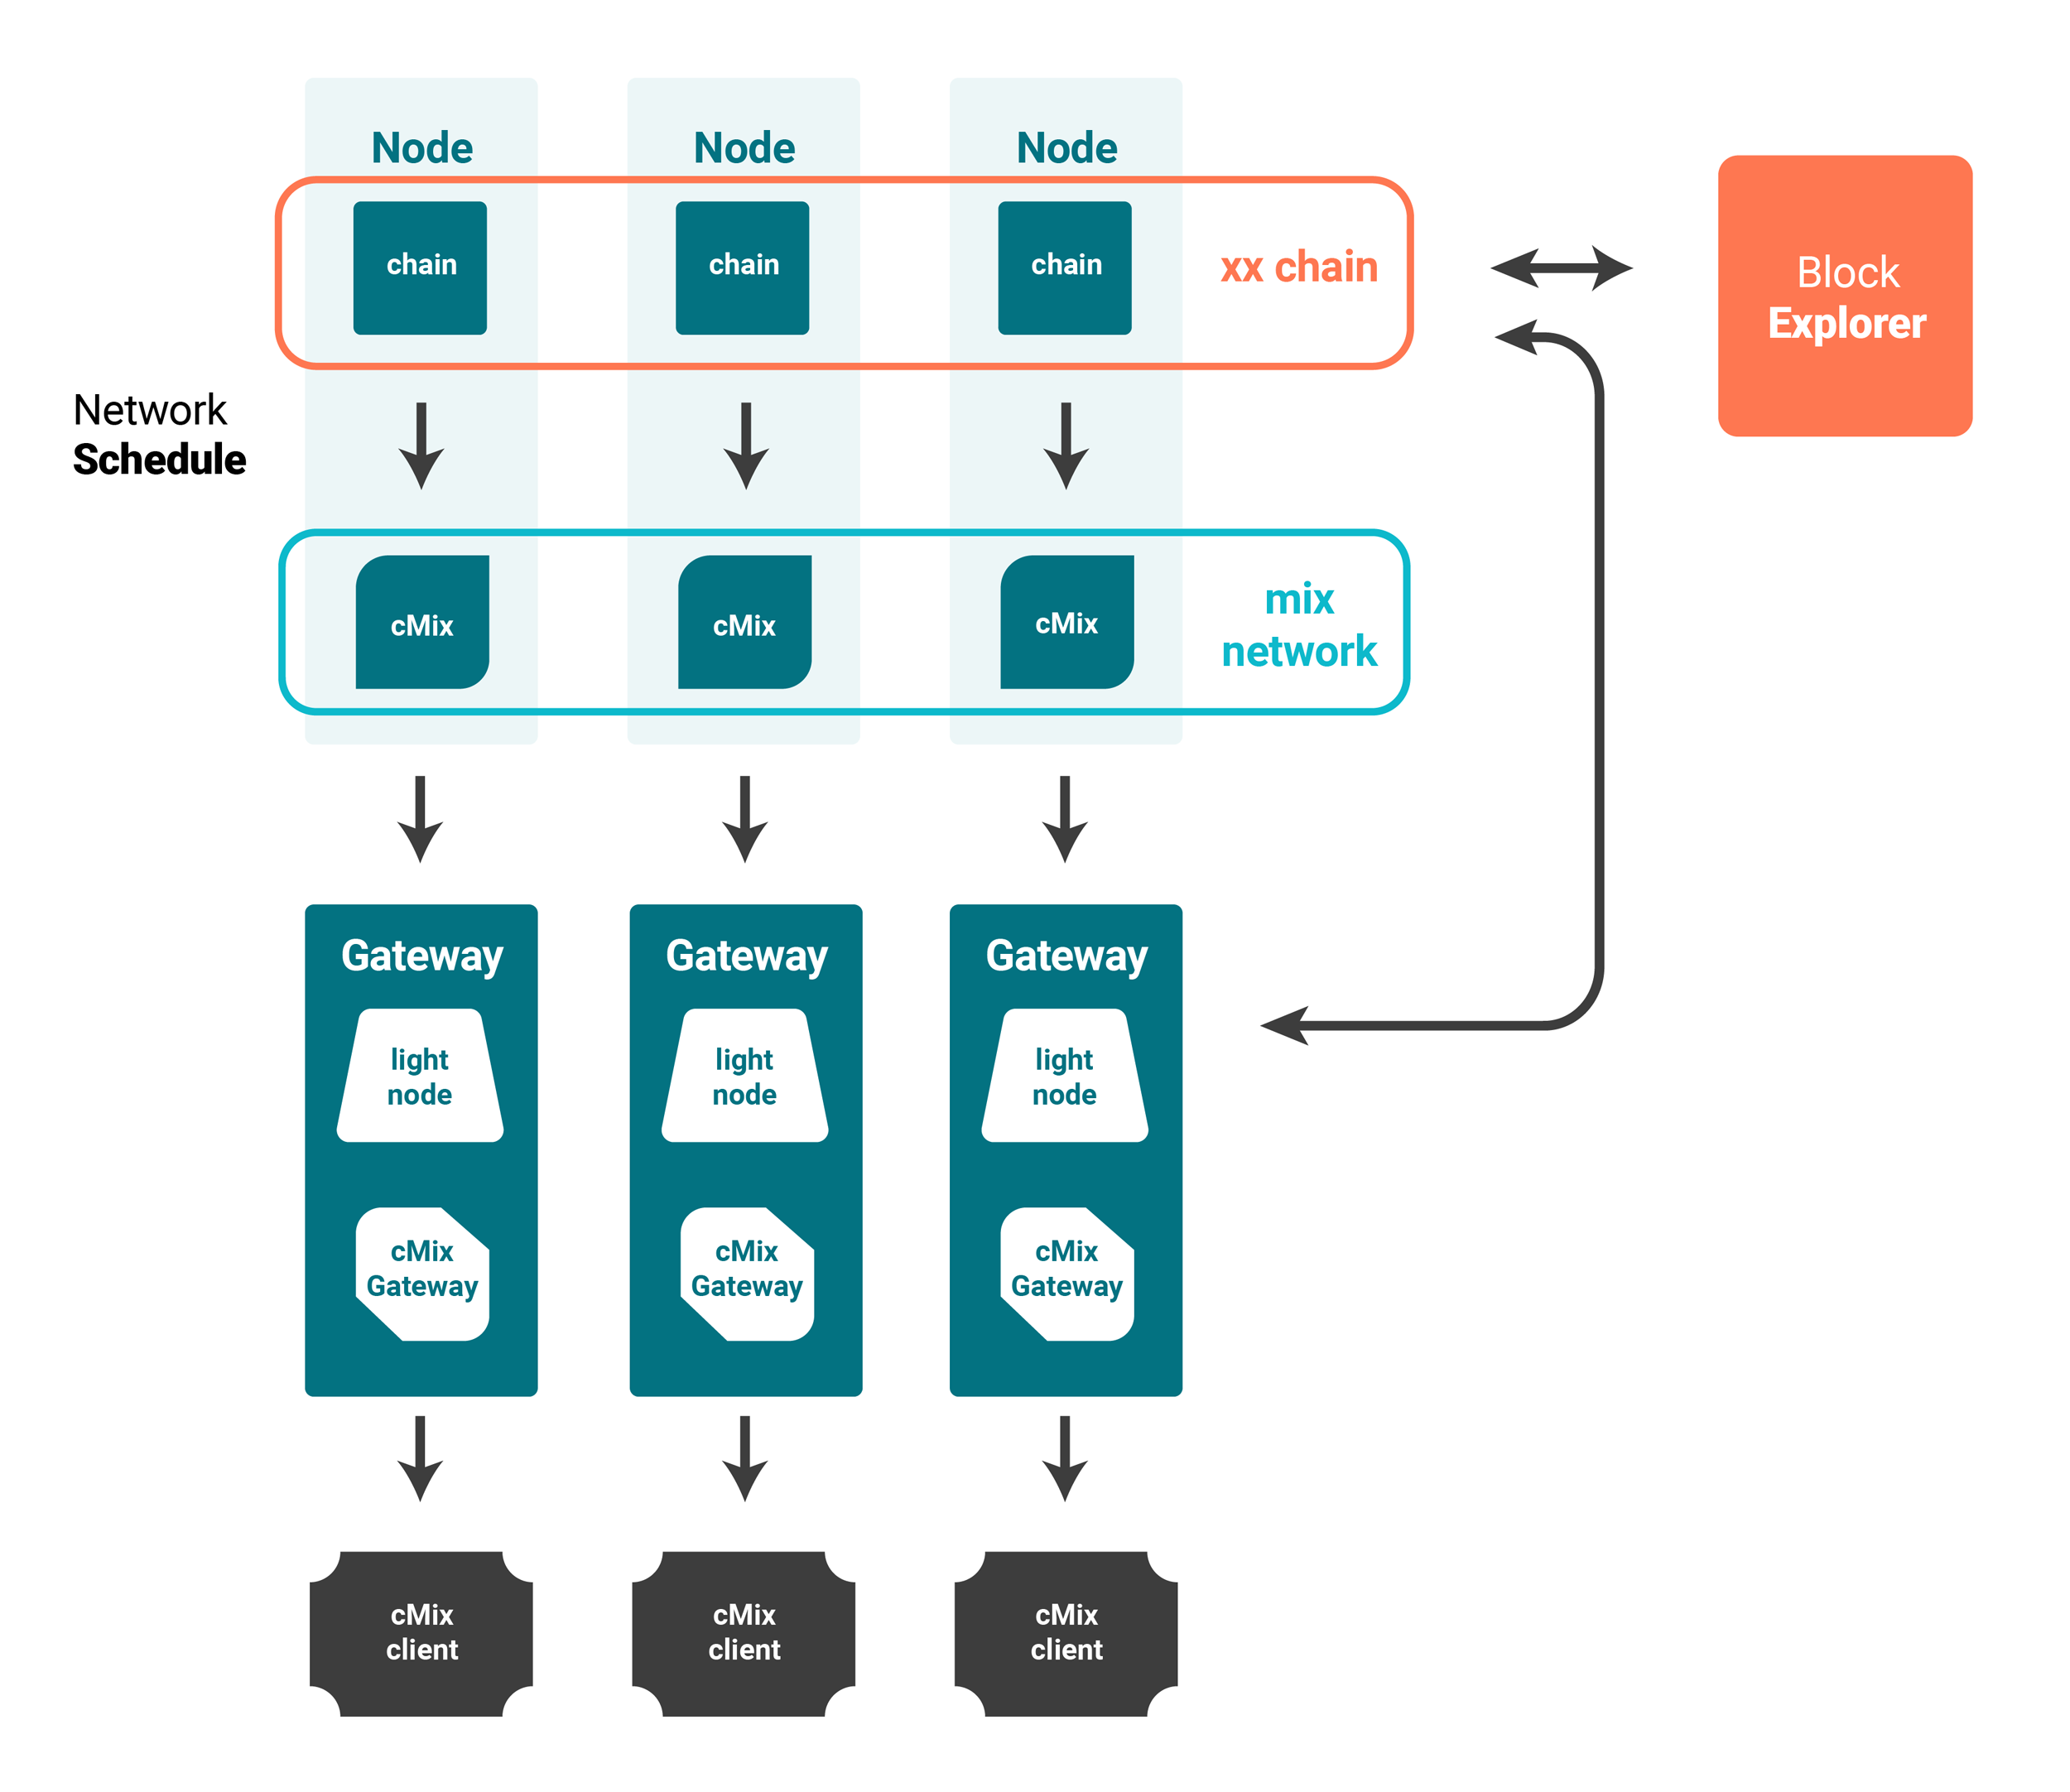 Node
Node
Node
chain
chain
chain
xx chain
Block
Explorer
Network
Schedule
cMix
cMix
cMix
mix
network
Gateway
Gateway
Gateway
light
node
light
node
light
node
cMix
Gateway
cMix
Gateway
cMix
Gateway
cMix
client
cMix
client
cMix
client